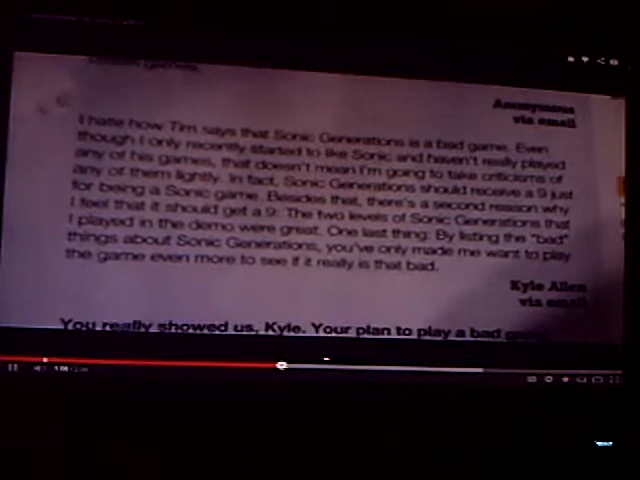 Anonymous
via email
I hate how Tim says that Sonic Generations is a bad game. Even
though I only recently started to like Sonic and haven't really played
any of his games, that doesn't mean I'm going to take criticisms of
any of them lightly. In fact, Sonic Generations should receive a 9 just
for being a Sonic game. Besides that, there's a second reason why
I feel that it should get a 9: The two levels of Sonic Generations that
I played in the demo were great. One last thing: By listing the "bad"
things about Sonic Generations, you've only made me want to play
the game even more to see if it really is that bad.
Kyle Allen
via email
You really showed us, Kyle. Your plan to play a bad